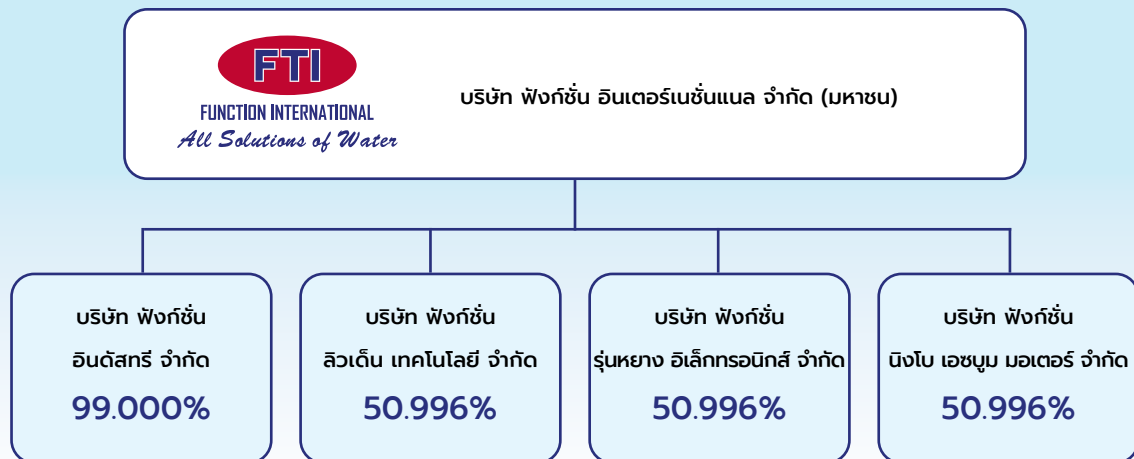 FTI
FUNCTION INTERNATIONAL
All Solutions of Water
บริษัท ฟังก์ชั่น อินเตอร์เนชั่นแนล จำกัด (มหาชน)
บริษัท ฟังก์ชั่น
อินดัสทรี จำกัด
99.000%
บริษัท ฟังก์ชั่น
ลิวเด็น เทคโนโลยี จำกัด
50.996%
บริษัท ฟังก์ชั่น
รุ่นหยาง อิเล็กทรอนิกส์ จำกัด
50.996%
บริษัท ฟังก์ชั่น
นิงโบ เอซบูม มอเตอร์ จำกัด
50.996%